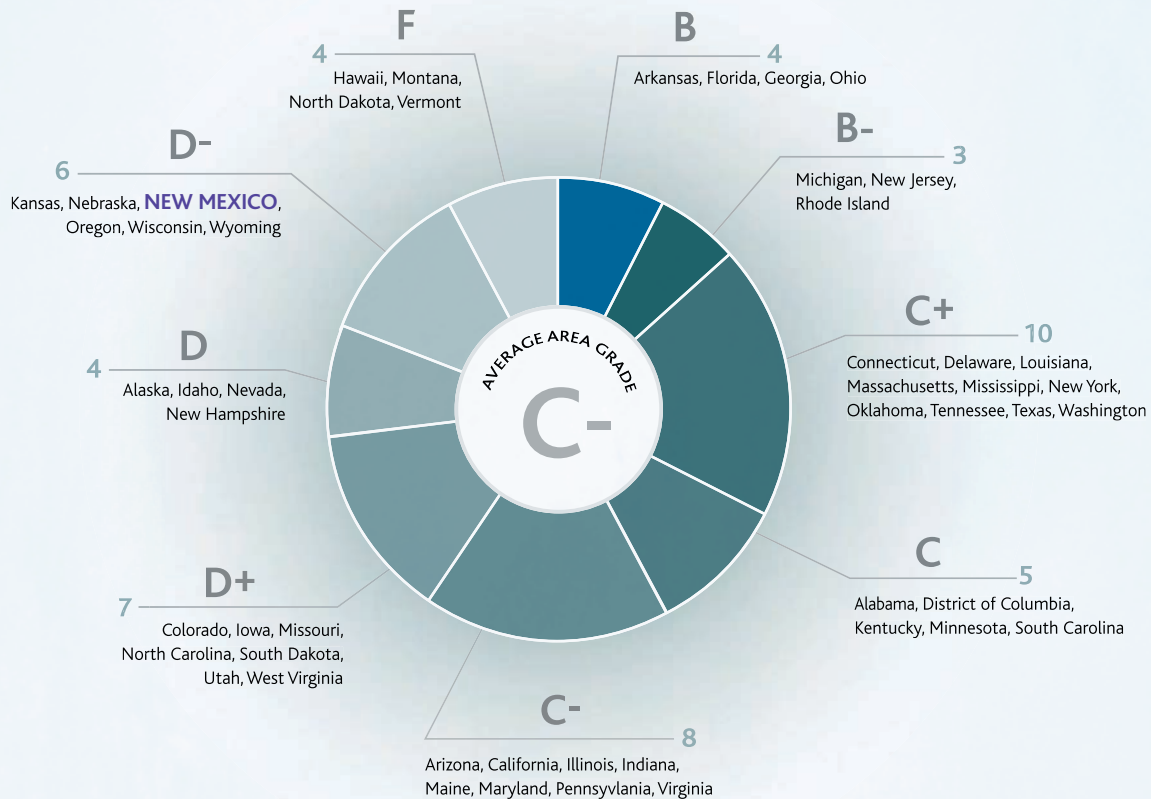 F
4
Hawaii, Montana,
North Dakota, Vermont
B
4
Arkansas, Florida, Georgia, Ohio
B-
3
Michigan, New Jersey,
Rhode Island
C+
10
Connecticut, Delaware, Louisiana,
Massachusetts, Mississippi, New York,
Oklahoma, Tennessee, Texas, Washington
C
5
Alabama, District of Columbia,
Kentucky, Minnesota, South Carolina
C-
8
Arizona, California, Illinois, Indiana,
Maine, Maryland, Pennsyvlania, Virginia
D+
7
Colorado, Iowa, Missouri,
North Carolina, South Dakota,
Utah, West Virginia
D
4
Alaska, Idaho, Nevada,
New Hampshire
D-
6
Kansas, Nebraska, NEW MEXICO,
Oregon, Wisconsin, Wyoming
AVERAGE AREA GRADE
C-